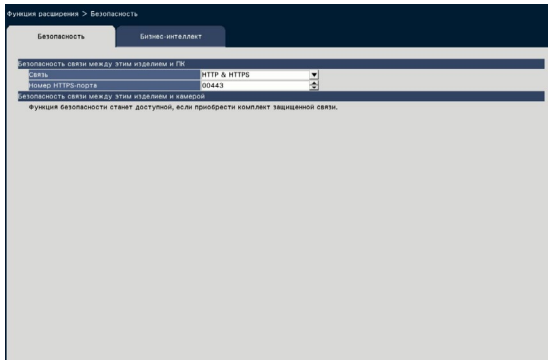 Функция расширения > Безопасность
Безопасность Бизнес-интеллект
Безопасность связи между этим изделием и ПК
Связь HTTP & HTTPS
Номер HTTPS-порта 00443
Безопасность связи между этим изделием и камерой
Функция безопасности станет доступной, если приобрести комплект защищенной связи.